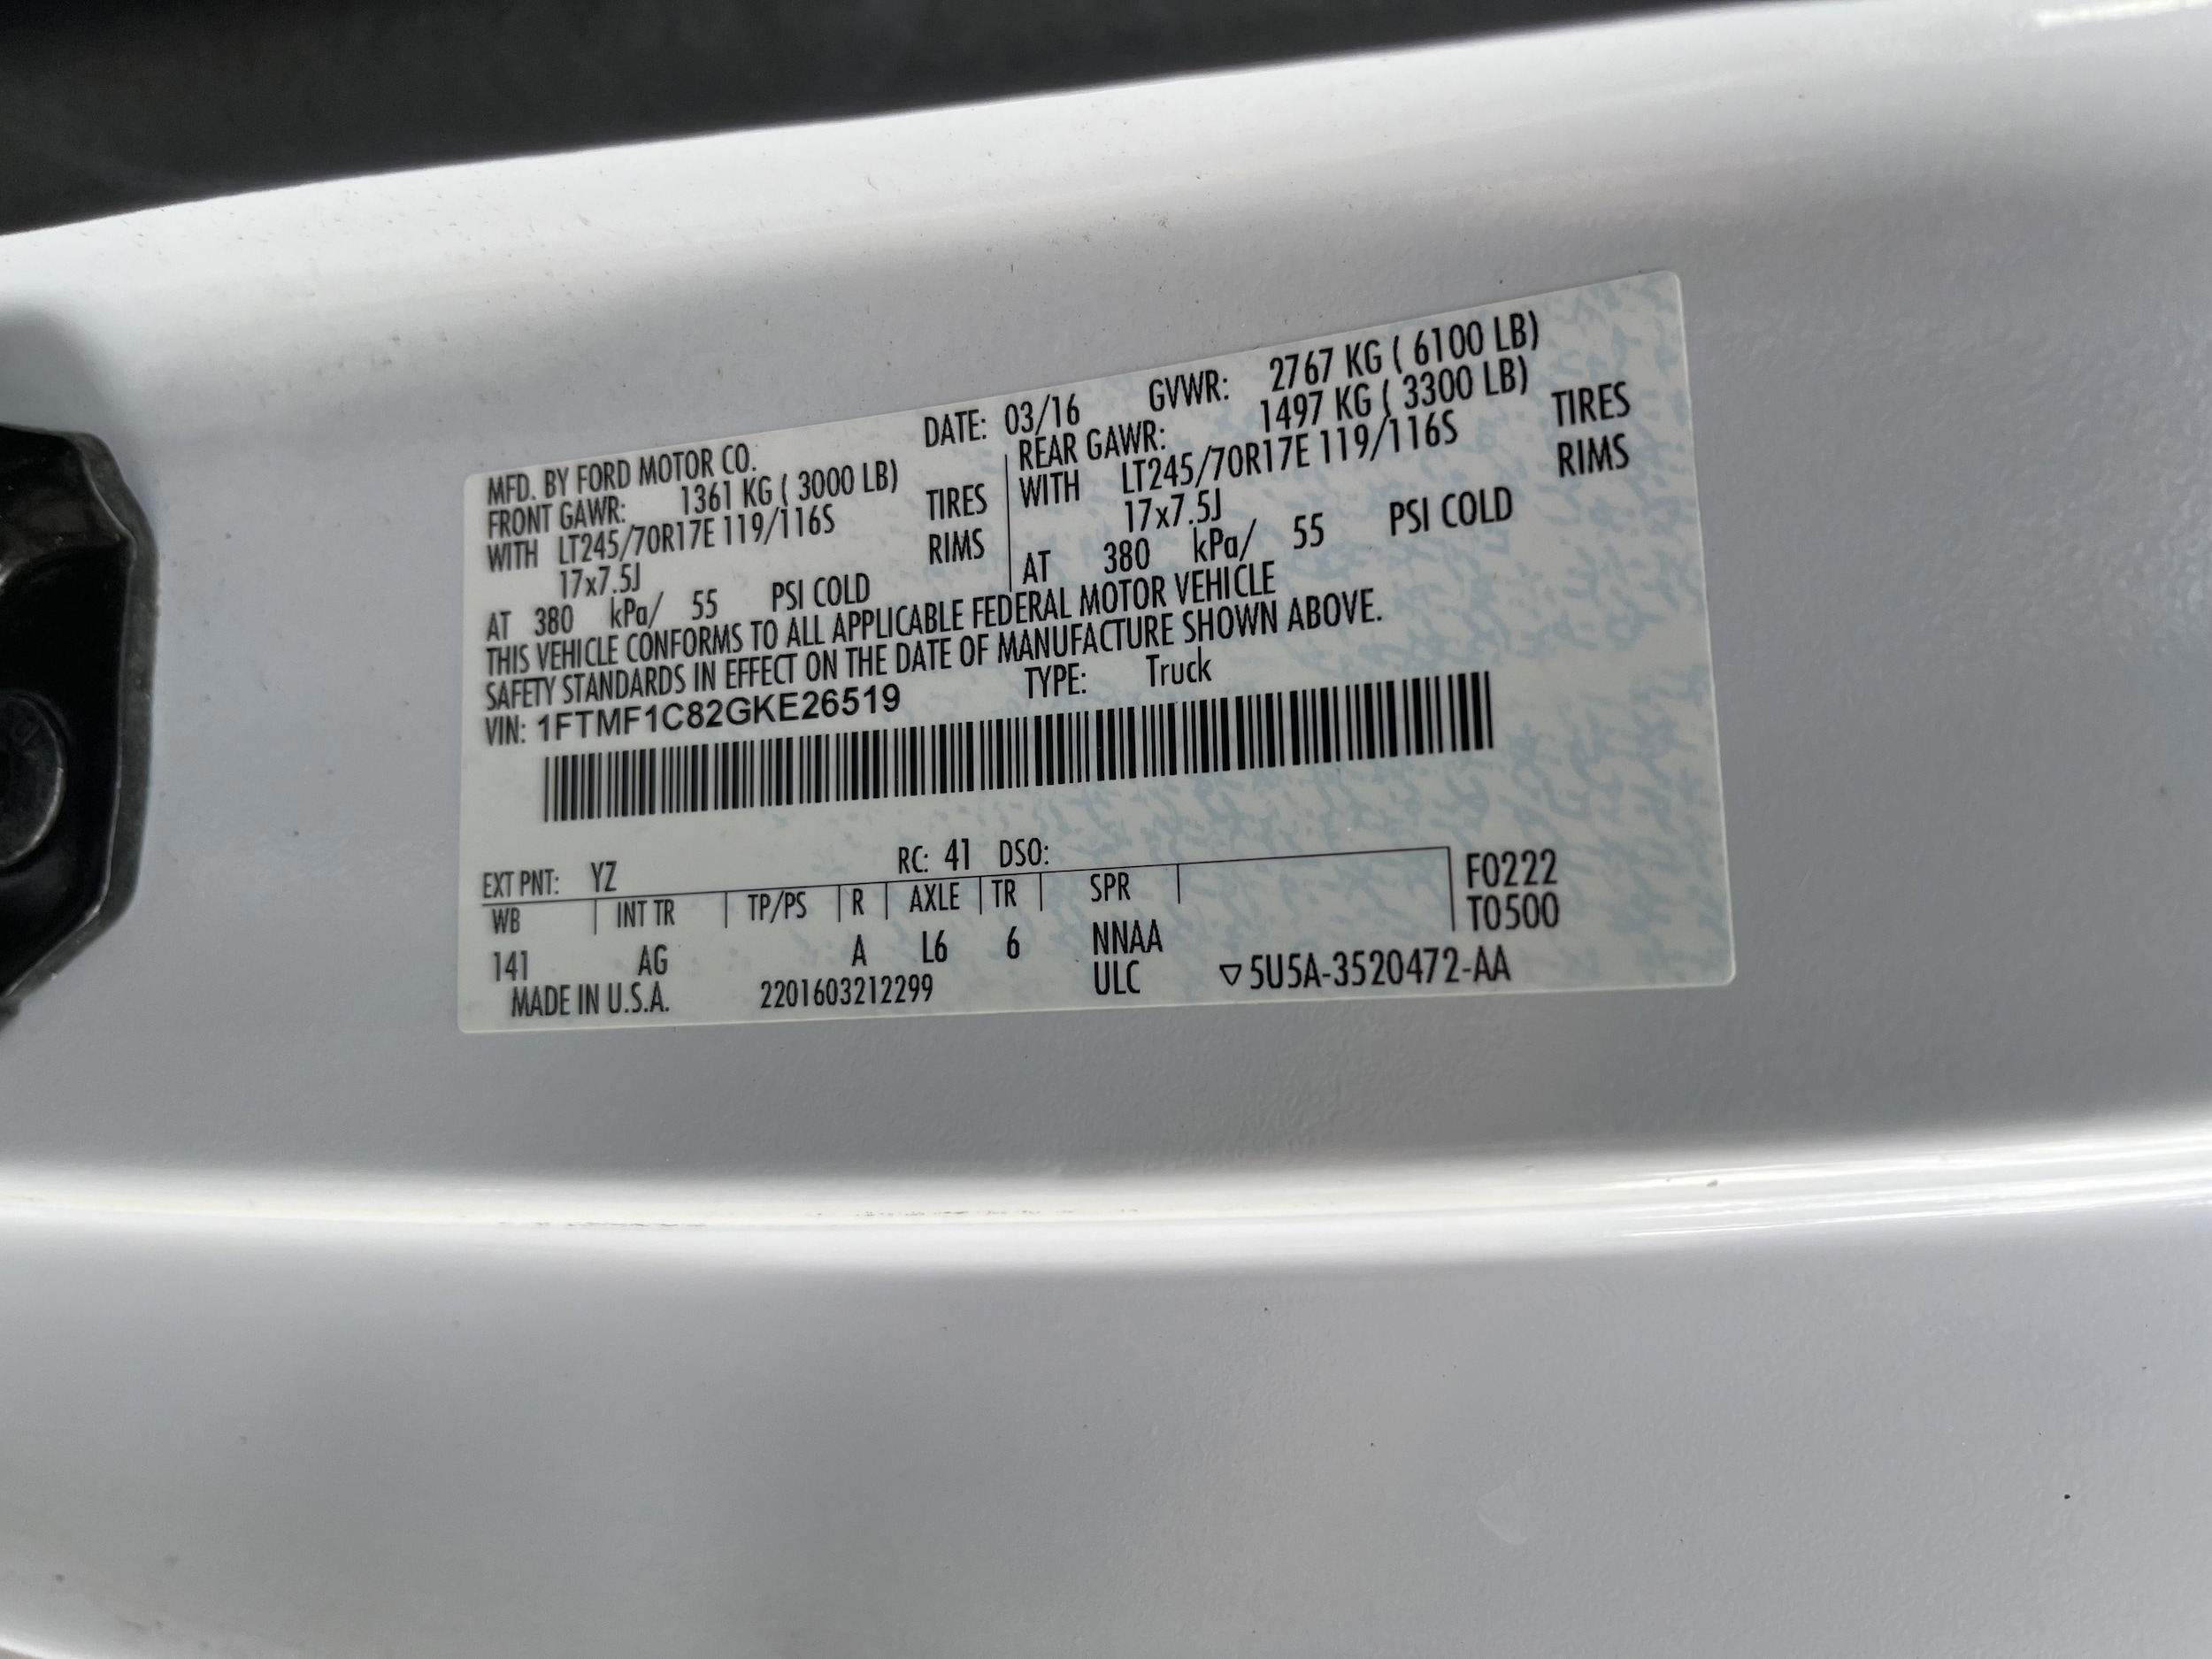 MFD. BY FORD MOTOR CO. DATE: 03/16 GVWR: 2767 KG ( 6100 LB)
FRONT GAWR: 1361 KG ( 3000 LB) REAR GAWR: 1497 KG ( 3300 LB)
WITH LT245/70R17E 119/116S TIRES WITH LT245/70R17E 119/116S TIRES
17x7.5J RIMS 17x7.5J RIMS
AT 380 kPa/ 55 PSI COLD AT 380 kPa/ 55 PSI COLD
THIS VEHICLE CONFORMS TO ALL APPLICABLE FEDERAL MOTOR VEHICLE
SAFETY STANDARDS IN EFFECT ON THE DATE OF MANUFACTURE SHOWN ABOVE.
VIN: 1FTMF1C82GKE26519 TYPE: Truck
EXT PNT: YZ RC: 41 DSO:
WB INT TR TP/PS R AXLE TR SPR F0222
T0500
141 AG A L6 6 NNAA
MADE IN U.S.A. 2201603212299 ULC ▽5U5A-3520472-AA